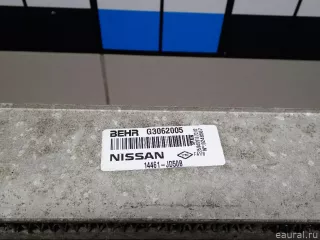 BEHR G3062005
NISSAN
14461-JD50B
eaural.ru